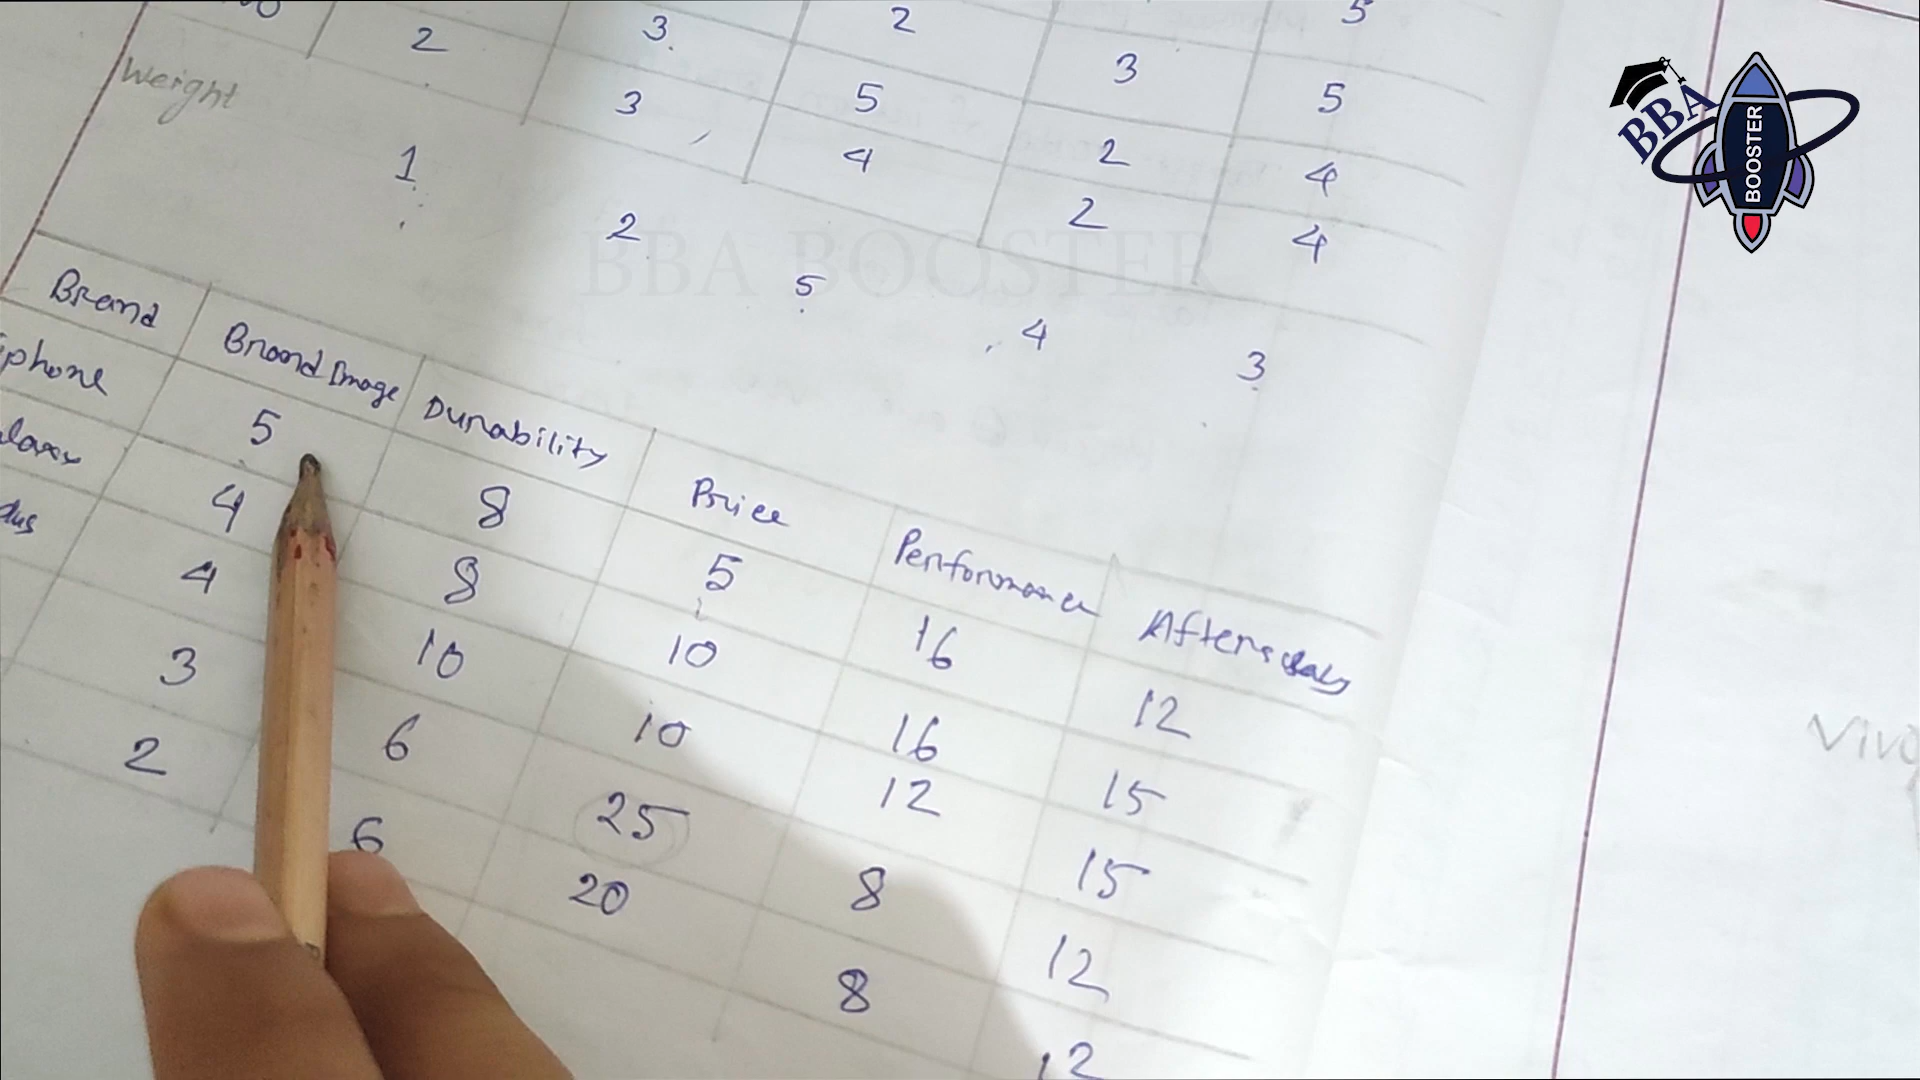 2 3. 2 3 5
3 5 2 5
Weight 4 2 4
4
1 2 5 4 3
BBA BOOSTER
Brand Brand Image Durability Price Performance After saly
iphone 5 8 5 16 12
4 8 10 16 15
4 10 10 12 15
3 6 25 8 12
2 6 20 8 12
Vivo
BBA
BOOSTER